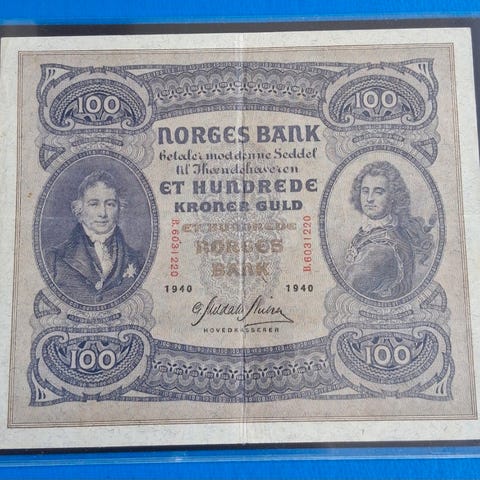 100
100
NORGES BANK
betaler mod denne Seddel
til Ihændehaveren
ET HUNDREDE
KRONER GULD
ET HUNDREDE
NORGES
BANK
B.6031220
B.6031220
1940
1940
HOVEDKASSERER
100
100